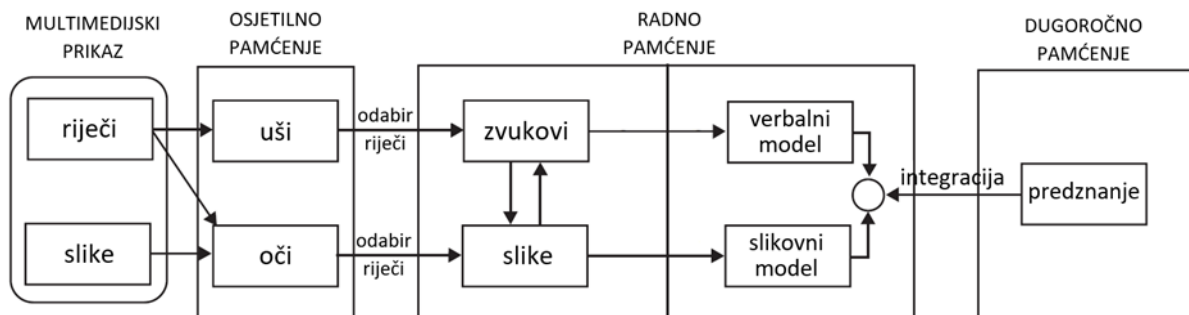 MULTIMEDIJSKI
PRIKAZ
OSJETILNO
PAMĆENJE
RADNO
PAMĆENJE
DUGOROČNO
PAMĆENJE
riječi
slike
uši
oči
odabir
riječi
odabir
riječi
zvukovi
slike
verbalni
model
slikovni
model
integracija
predznanje